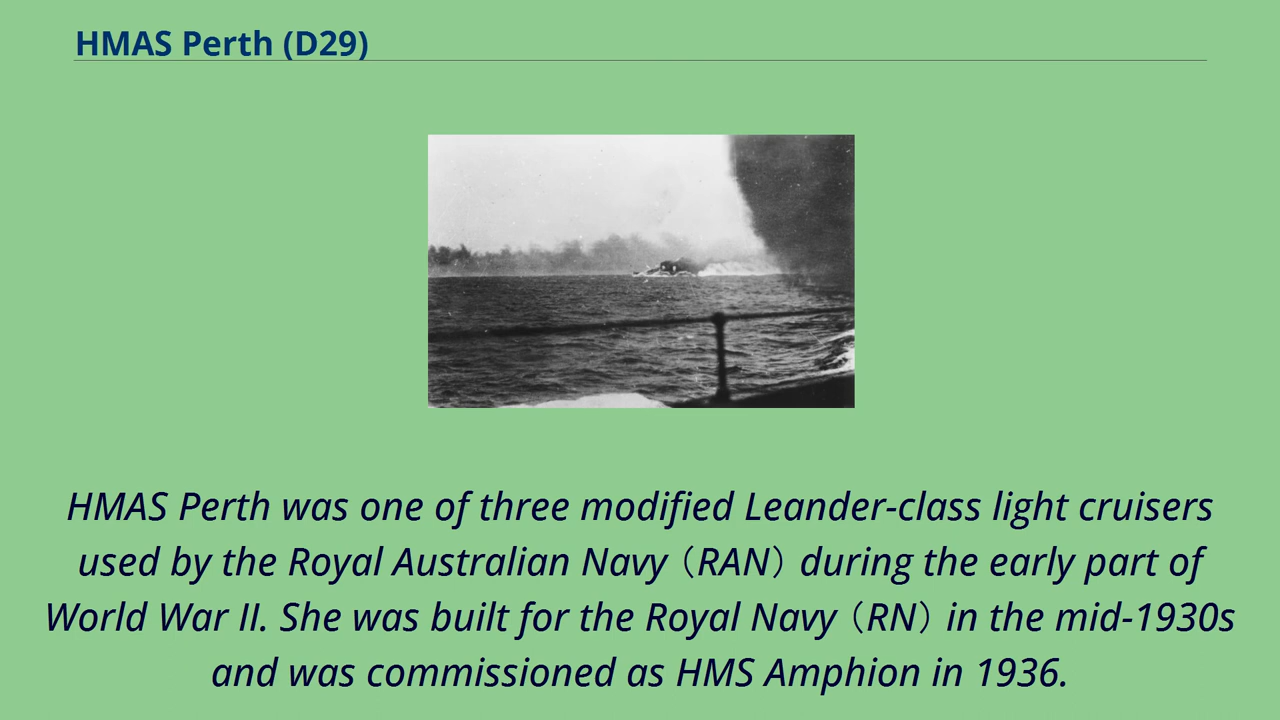 HMAS Perth (D29)
HMAS Perth was one of three modified Leander-class light cruisers
used by the Royal Australian Navy（RAN）during the early part of
World War II. She was built for the Royal Navy（RN）in the mid-1930s
and was commissioned as HMS Amphion in 1936.